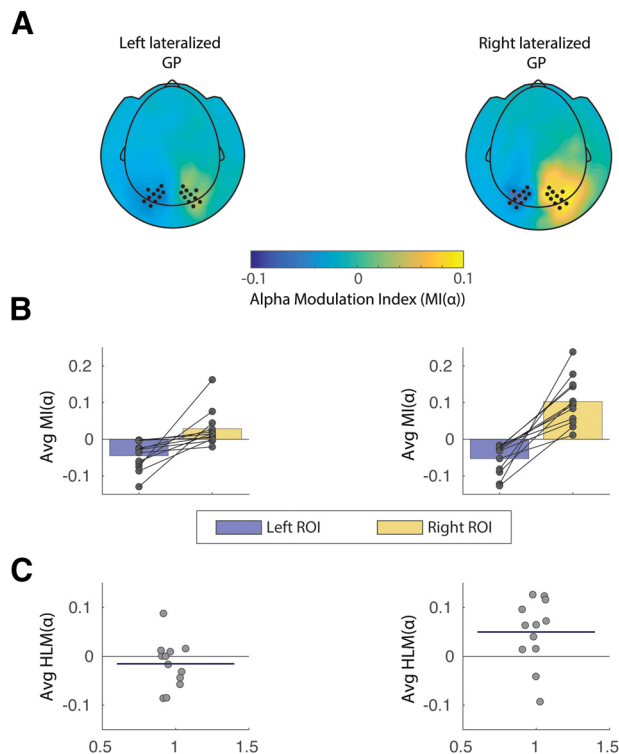 A
Left lateralized
GP
Right lateralized
GP
-0.1
0
0.1
Alpha Modulation Index (MI(α))
B
Avg MI(α)
0.2
0.1
0
-0.1
Avg MI(α)
0.2
0.1
0
-0.1
Left ROI
Right ROI
C
Avg HLM(α)
0.1
0
-0.1
0.5
1
1.5
Avg HLM(α)
0.1
0
-0.1
0.5
1
1.5